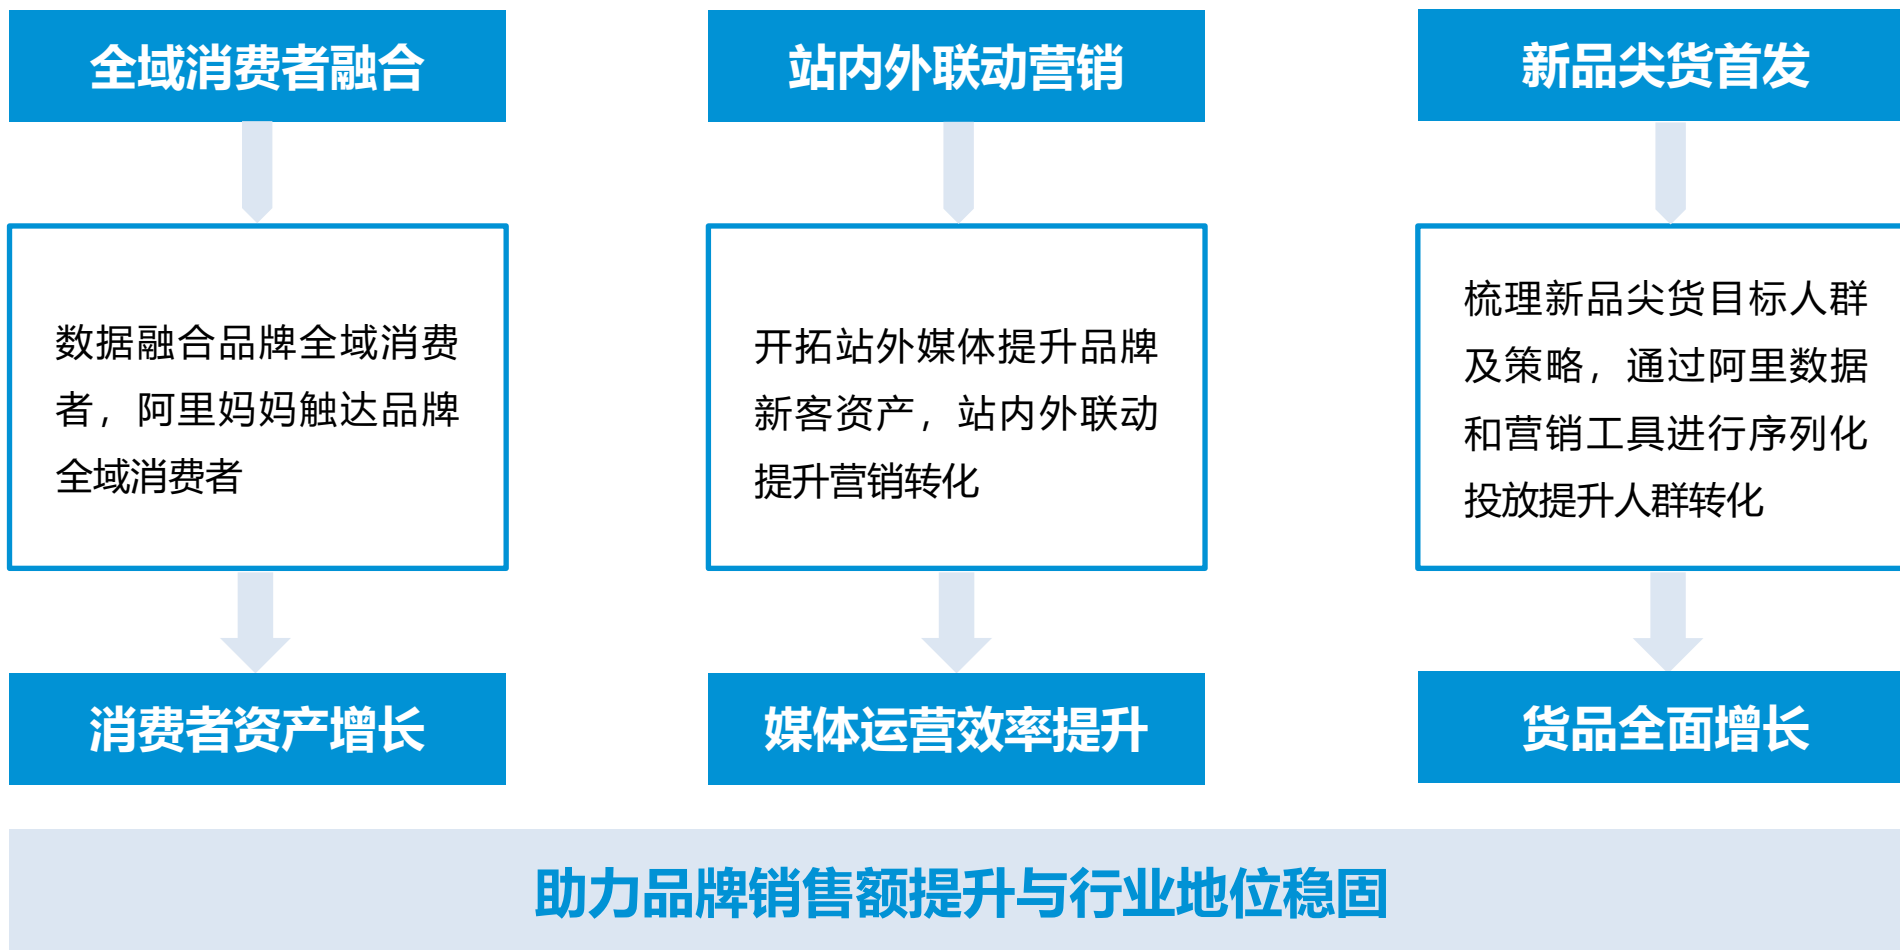 全域消费者融合
站内外联动营销
新品尖货首发
数据融合品牌全域消费
者，阿里妈妈触达品牌
全域消费者
开拓站外媒体提升品牌
新客资产，站内外联动
提升营销转化
梳理新品尖货目标人群
及策略，通过阿里数据
和营销工具进行序列化
投放提升人群转化
消费者资产增长
媒体运营效率提升
货品全面增长
助力品牌销售额提升与行业地位稳固